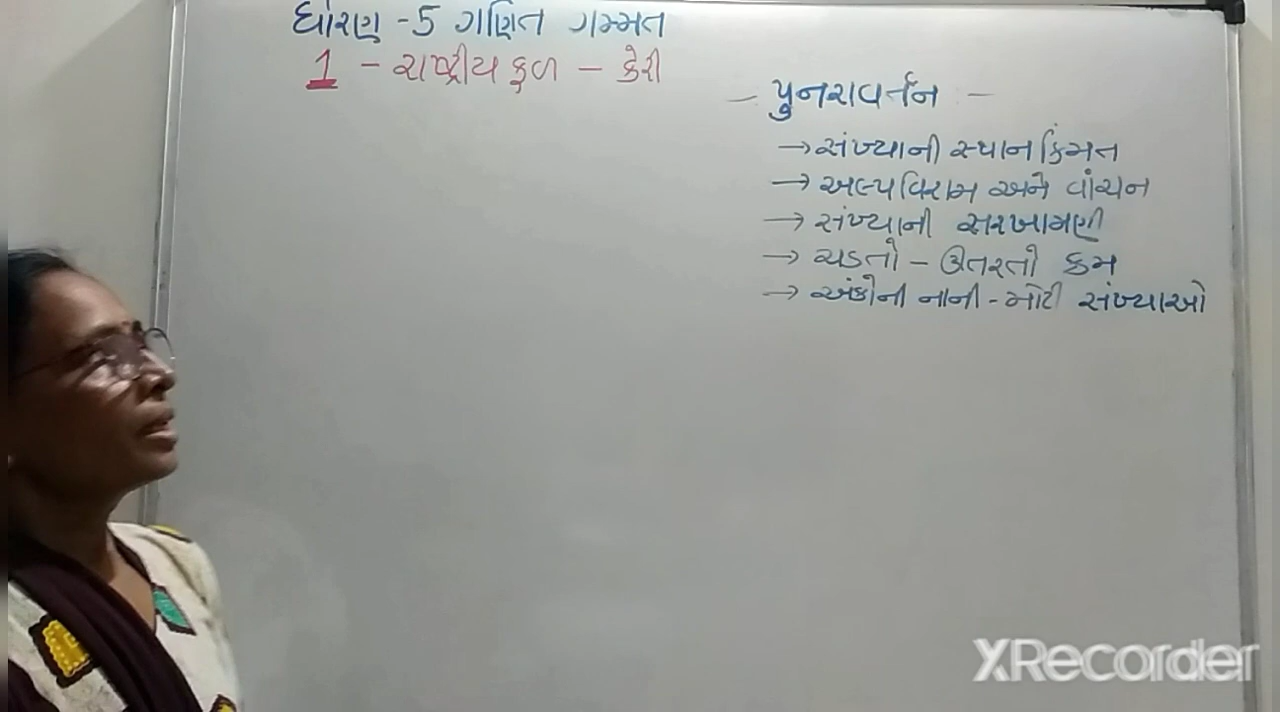 ધોરણ -5 ગણિત ગમ્મત
1 - રાષ્ટ્રીય ફળ - કેરી
- પુનરાવર્તન -
→ સંખ્યાની સ્થાન કિંમત
→ અલ્પવિરામ અને વાંચન
→ સંખ્યાની સરખામણી
→ ચડતો - ઊતરતો ક્રમ
→ અંકોની નાની - મોટી સંખ્યાઓ
XRecorder